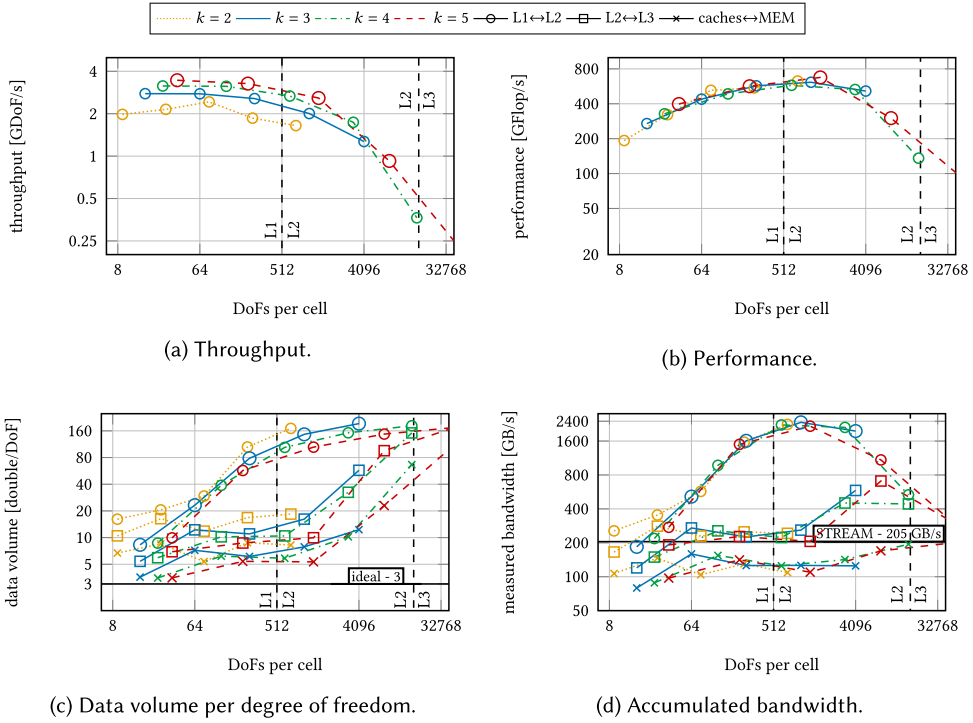 k = 2 k = 3 k = 4 k = 5 L1↔L2 L2↔L3 caches↔MEM
throughput [GDoF/s]
4
2
1
0.5
0.25
L1
L2
L2
L3
8 64 512 4096 32768
DoFs per cell
(a) Throughput.
performance [GFlop/s]
800
400
200
100
50
20
L1
L2
L2
L3
8 64 512 4096 32768
DoFs per cell
(b) Performance.
data volume [double/DoF]
160
80
40
20
10
5
3
ideal - 3
L1
L2
L2
L3
8 64 512 4096 32768
DoFs per cell
(c) Data volume per degree of freedom.
measured bandwidth [GB/s]
2400
1600
800
400
200
100
50
STREAM - 205 GB/s
L1
L2
L2
L3
8 64 512 4096 32768
DoFs per cell
(d) Accumulated bandwidth.